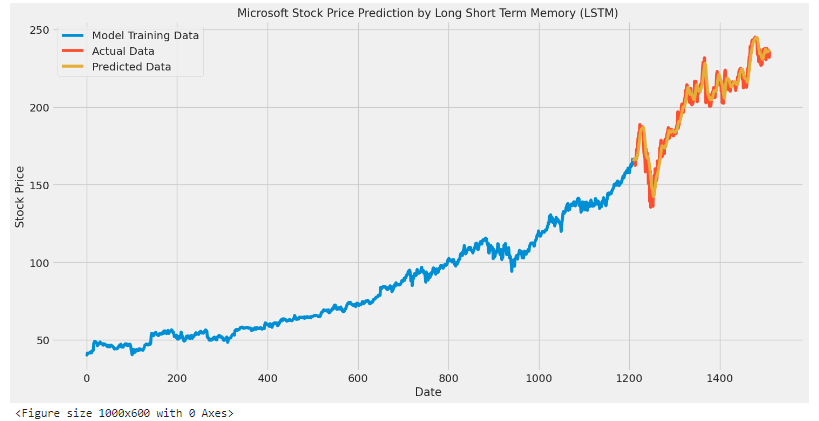 Microsoft Stock Price Prediction by Long Short Term Memory (LSTM)
250
Model Training Data
Actual Data
Predicted Data
200
150
100
50
Stock Price
0 200 400 600 800 1000 1200 1400
Date
<Figure size 1000x600 with 0 Axes>